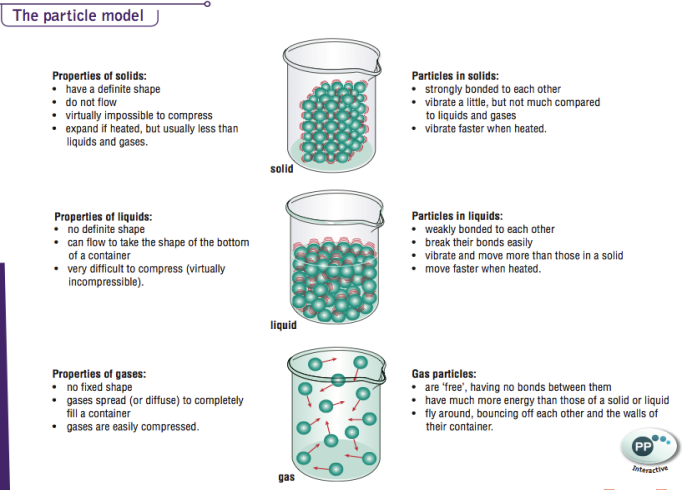 The particle model
Properties of solids:
• have a definite shape
• do not flow
• virtually impossible to compress
• expand if heated, but usually less than
liquids and gases.
solid
Particles in solids:
• strongly bonded to each other
• vibrate a little, but not much compared
to liquids and gases
• vibrate faster when heated.
Properties of liquids:
• no definite shape
• can flow to take the shape of the bottom
of a container
• very difficult to compress (virtually
incompressible).
liquid
Particles in liquids:
• weakly bonded to each other
• break their bonds easily
• vibrate and move more than those in a solid
• move faster when heated.
Properties of gases:
• no fixed shape
• gases spread (or diffuse) to completely
fill a container
• gases are easily compressed.
gas
Gas particles:
• are ‘free’, having no bonds between them
• have much more energy than those of a solid or liquid
• fly around, bouncing off each other and the walls of
their container.
PP
Interactive